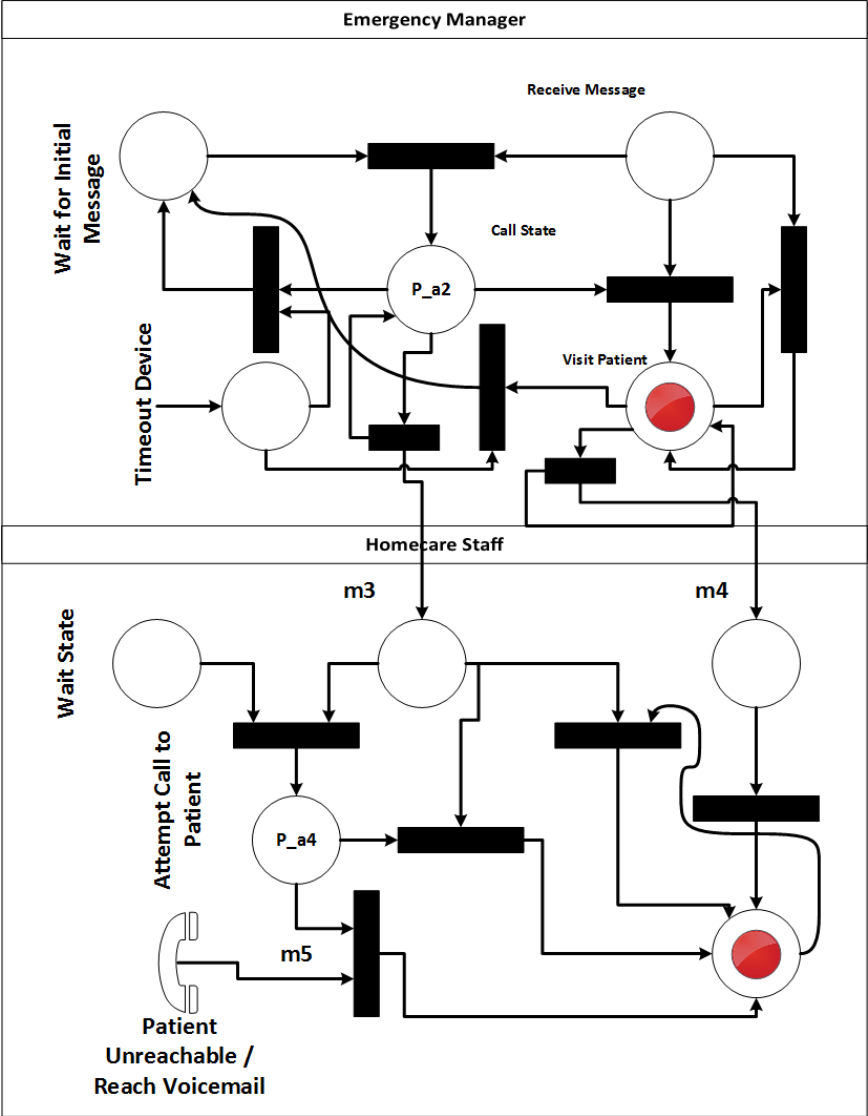 Emergency Manager
Receive Message
Wait for Initial
Message
Call State
P_a2
Visit Patient
Timeout Device
Homecare Staff
m3
m4
Wait State
Attempt Call to
Patient
P_a4
m5
Patient
Unreachable /
Reach Voicemail